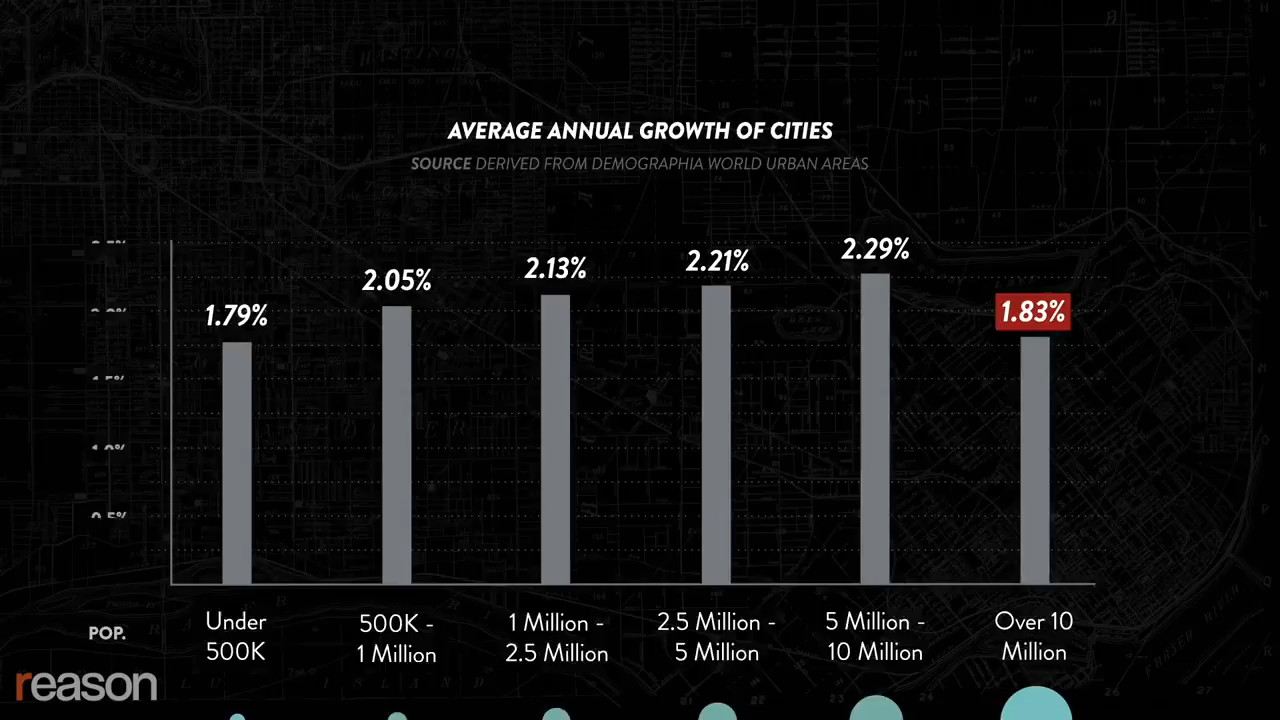 AVERAGE ANNUAL GROWTH OF CITIES
SOURCE DERIVED FROM DEMOGRAPHIA WORLD URBAN AREAS
1.79%
2.05%
2.13%
2.21%
2.29%
1.83%
POP.
Under
500K
500K -
1 Million
1 Million -
2.5 Million
2.5 Million -
5 Million
5 Million -
10 Million
Over 10
Million
reason